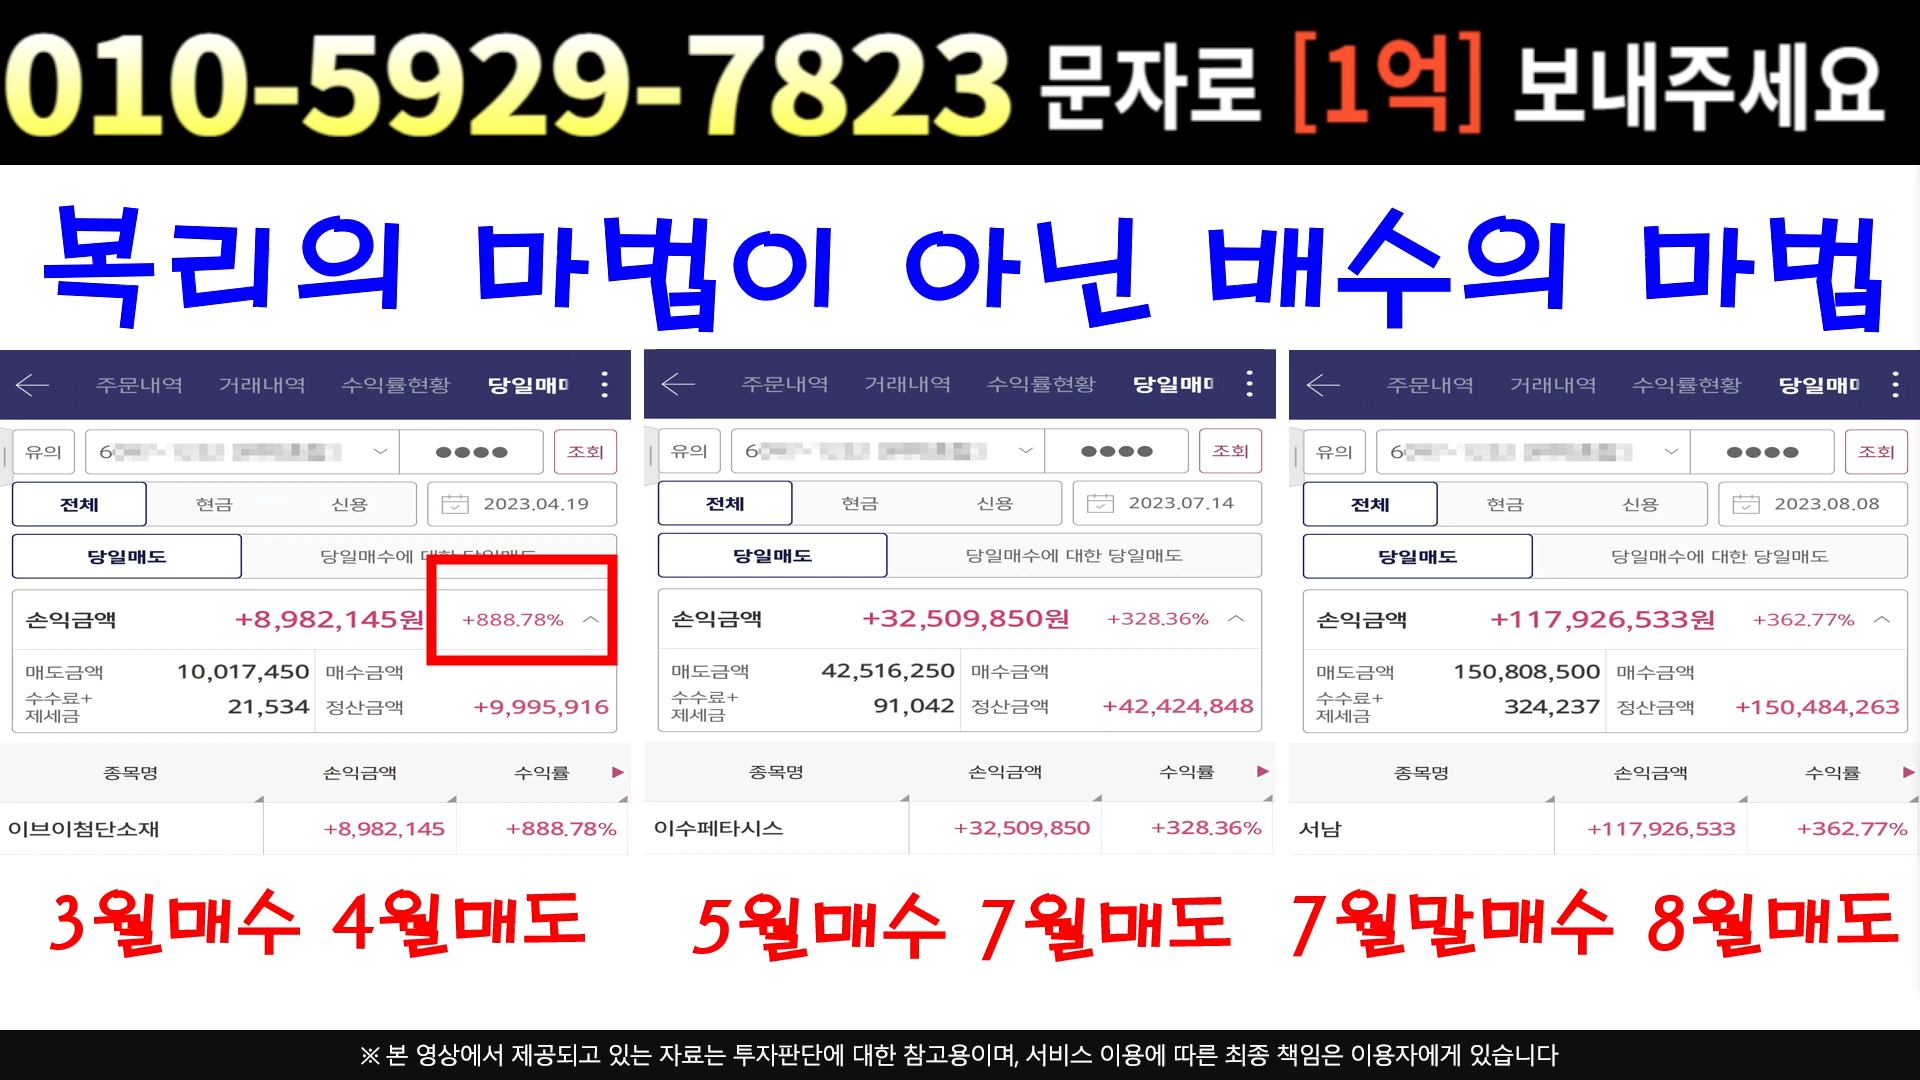 010-5929-7823 문자로 [1억] 보내주세요
복리의 마법이 아닌 배수의 마법
주문내역 거래내역 수익률현황 당일매
유의 6 ●●●● 조회
전체 현금 신용 2023.04.19
당일매도 당일매수에 대한 당일매도
손익금액 +8,982,145원 +888.78%
매도금액 10,017,450 매수금액
수수료+
제세금 21,534 정산금액 +9,995,916
종목명 손익금액 수익률
이브이첨단소재 +8,982,145 +888.78%
3월매수 4월매도
주문내역 거래내역 수익률현황 당일매
유의 6 ●●●● 조회
전체 현금 신용 2023.07.14
당일매도 당일매수에 대한 당일매도
손익금액 +32,509,850원 +328.36%
매도금액 42,516,250 매수금액
수수료+
제세금 91,042 정산금액 +42,424,848
종목명 손익금액 수익률
이수페타시스 +32,509,850 +328.36%
5월매수 7월매도
주문내역 거래내역 수익률현황 당일매
유의 6 ●●●● 조회
전체 현금 신용 2023.08.08
당일매도 당일매수에 대한 당일매도
손익금액 +117,926,533원 +362.77%
매도금액 150,808,500 매수금액
수수료+
제세금 324,237 정산금액 +150,484,263
종목명 손익금액 수익률
서남 +117,926,533 +362.77%
7월말매수 8월매도
※ 본 영상에서 제공되고 있는 자료는 투자판단에 대한 참고용이며, 서비스 이용에 따른 최종 책임은 이용자에게 있습니다